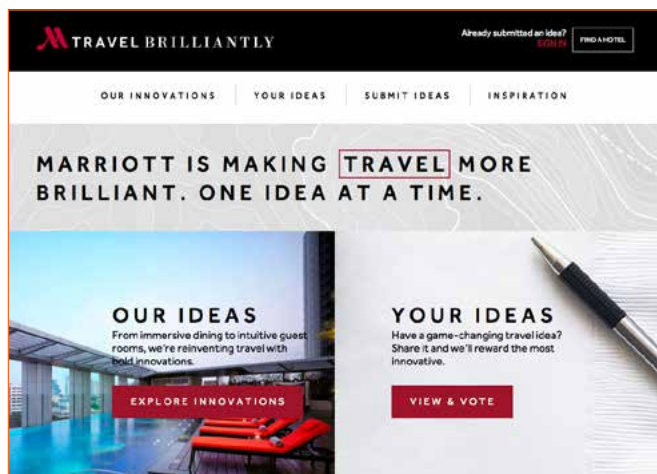 TRAVEL BRILLIANTLY
Already submitted an idea?
SIGN IN
FIND A HOTEL
OUR INNOVATIONS
YOUR IDEAS
SUBMIT IDEAS
INSPIRATION
MARRIOTT IS MAKING TRAVEL MORE
BRILLIANT. ONE IDEA AT A TIME.
OUR IDEAS
From immersive dining to intuitive guest
rooms, we're reinventing travel with
bold innovations.
EXPLORE INNOVATIONS
YOUR IDEAS
Have a game-changing travel idea?
Share it and we'll reward the most
innovative.
VIEW & VOTE